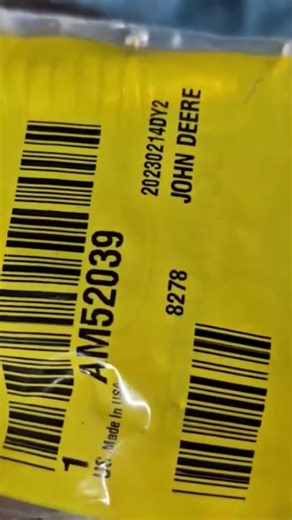 20230214DY2
JOHN DEERE
AM52039
8278
1
US Made In USA